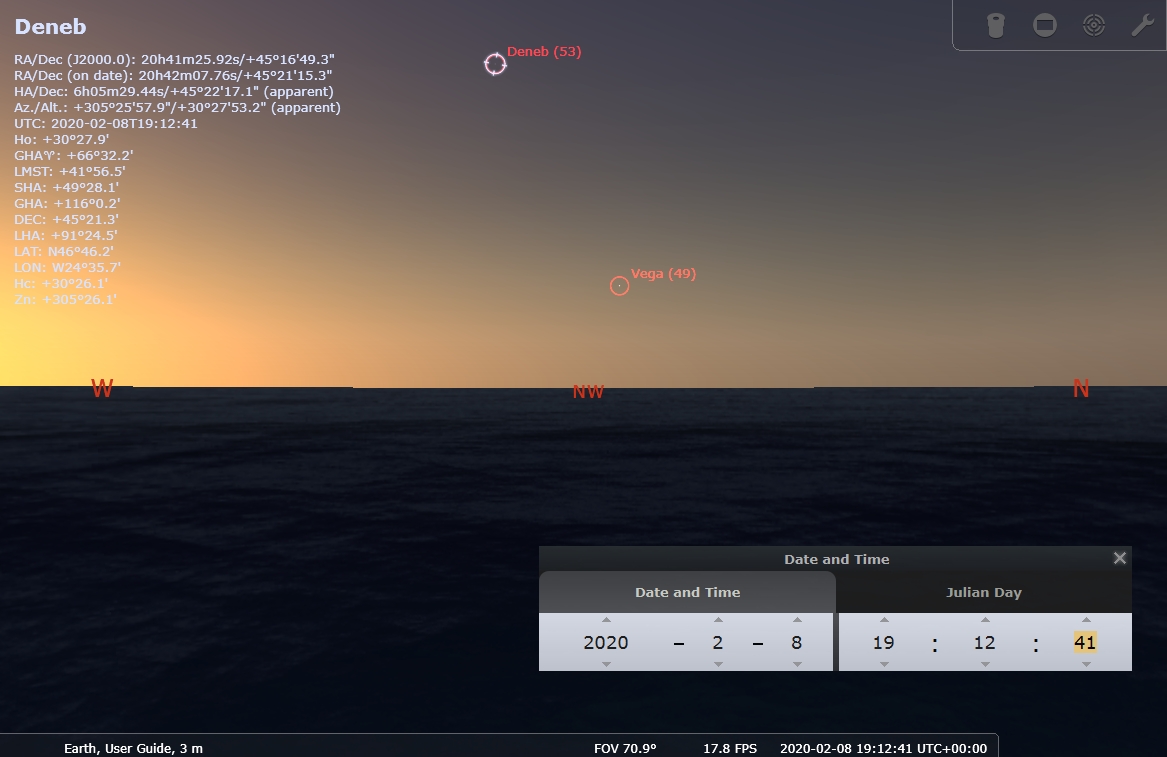 Deneb
RA/Dec (J2000.0): 20h41m25.92s/+45°16'49.3"
RA/Dec (on date): 20h42m07.76s/+45°21'15.3"
HA/Dec: 6h05m29.44s/+45°22'17.1" (apparent)
Az./Alt.: +305°25'57.9"/+30°27'53.2" (apparent)
UTC: 2020-02-08T19:12:41
Ho: +30°27.9'
GHA♈: +66°32.2'
LMST: +41°56.5'
SHA: +49°28.1'
GHA: +116°0.2'
DEC: +45°21.3'
LHA: +91°24.5'
LAT: N46°46.2'
LON: W24°35.7'
Hc: +30°26.1'
Zn: +305°26.1'
Deneb (53)
Vega (49)
W NW N
Date and Time
Date and Time Julian Day
2020 – 2 – 8 19 : 12 : 41
Earth, User Guide, 3 m FOV 70.9° 17.8 FPS 2020-02-08 19:12:41 UTC+00:00